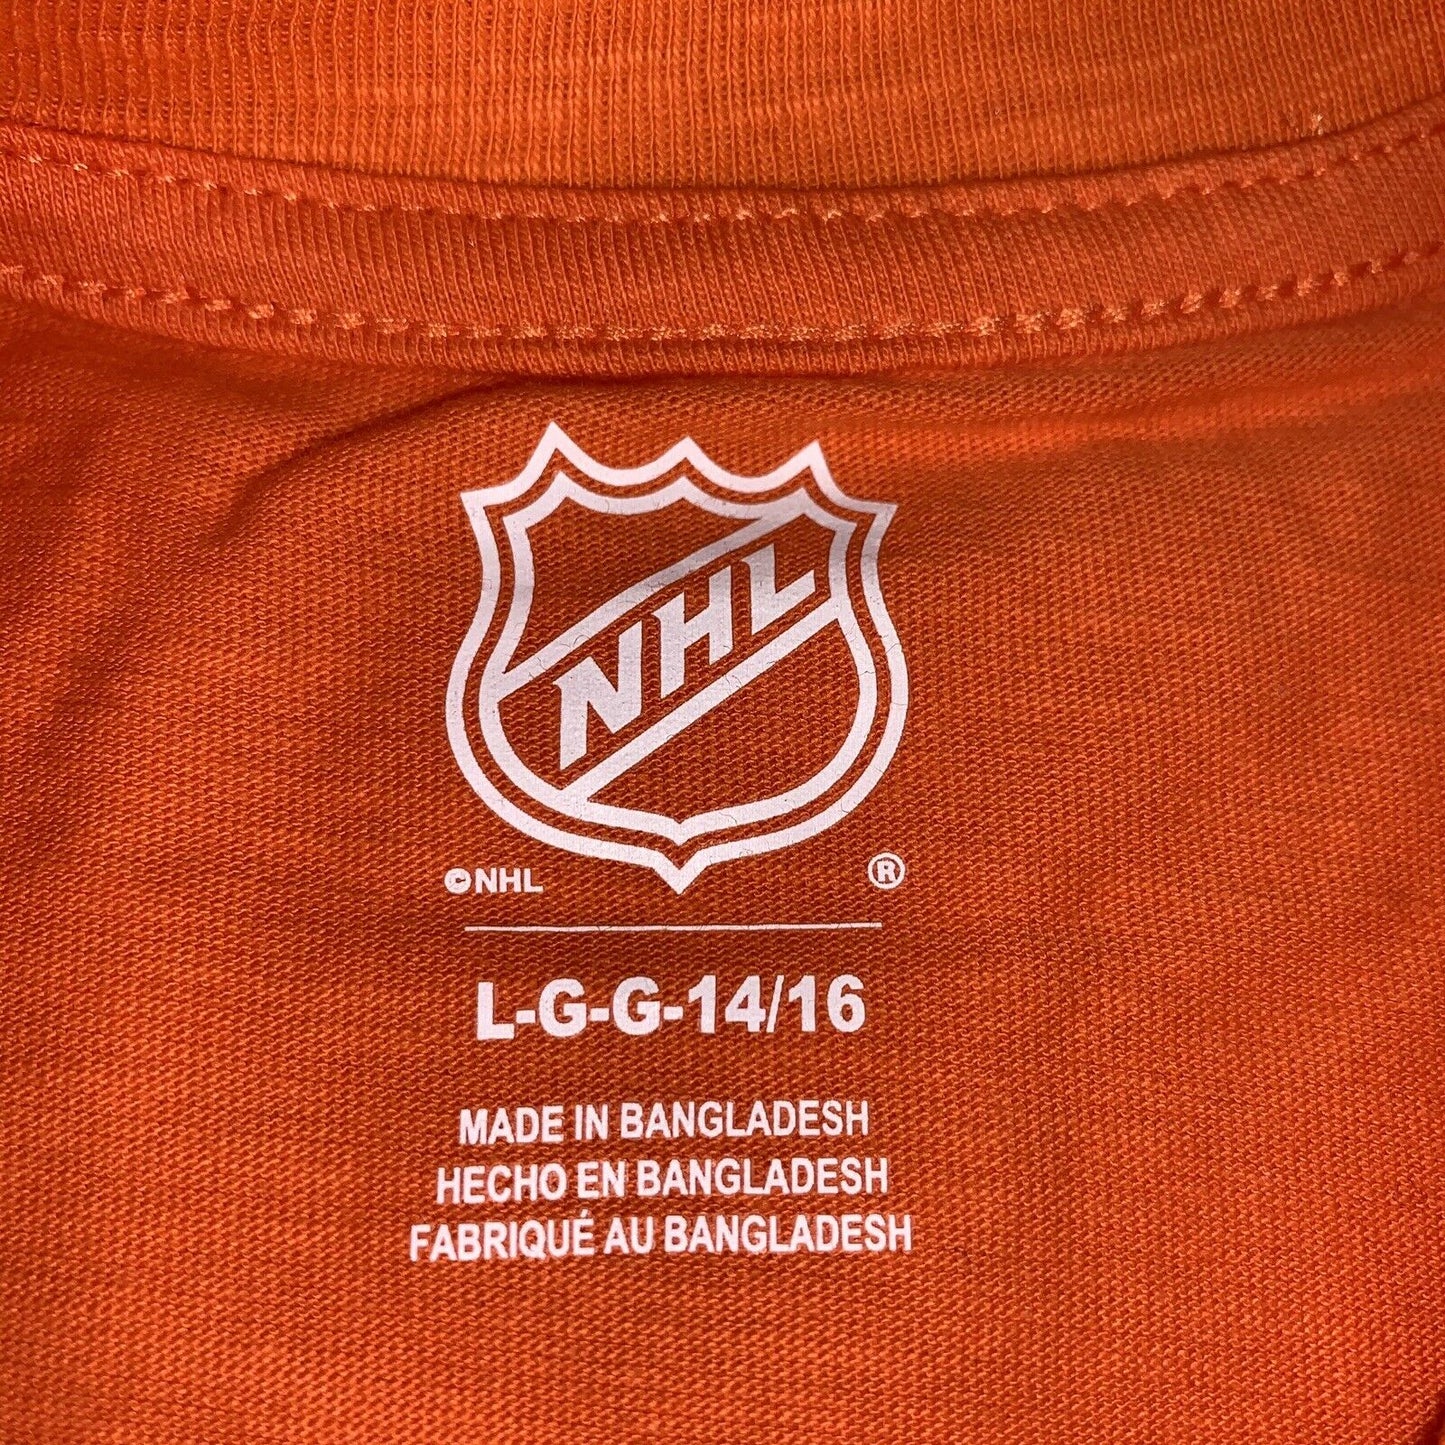 NHL
©NHL ®
L-G-G-14/16
MADE IN BANGLADESH
HECHO EN BANGLADESH
FABRIQUÉ AU BANGLADESH